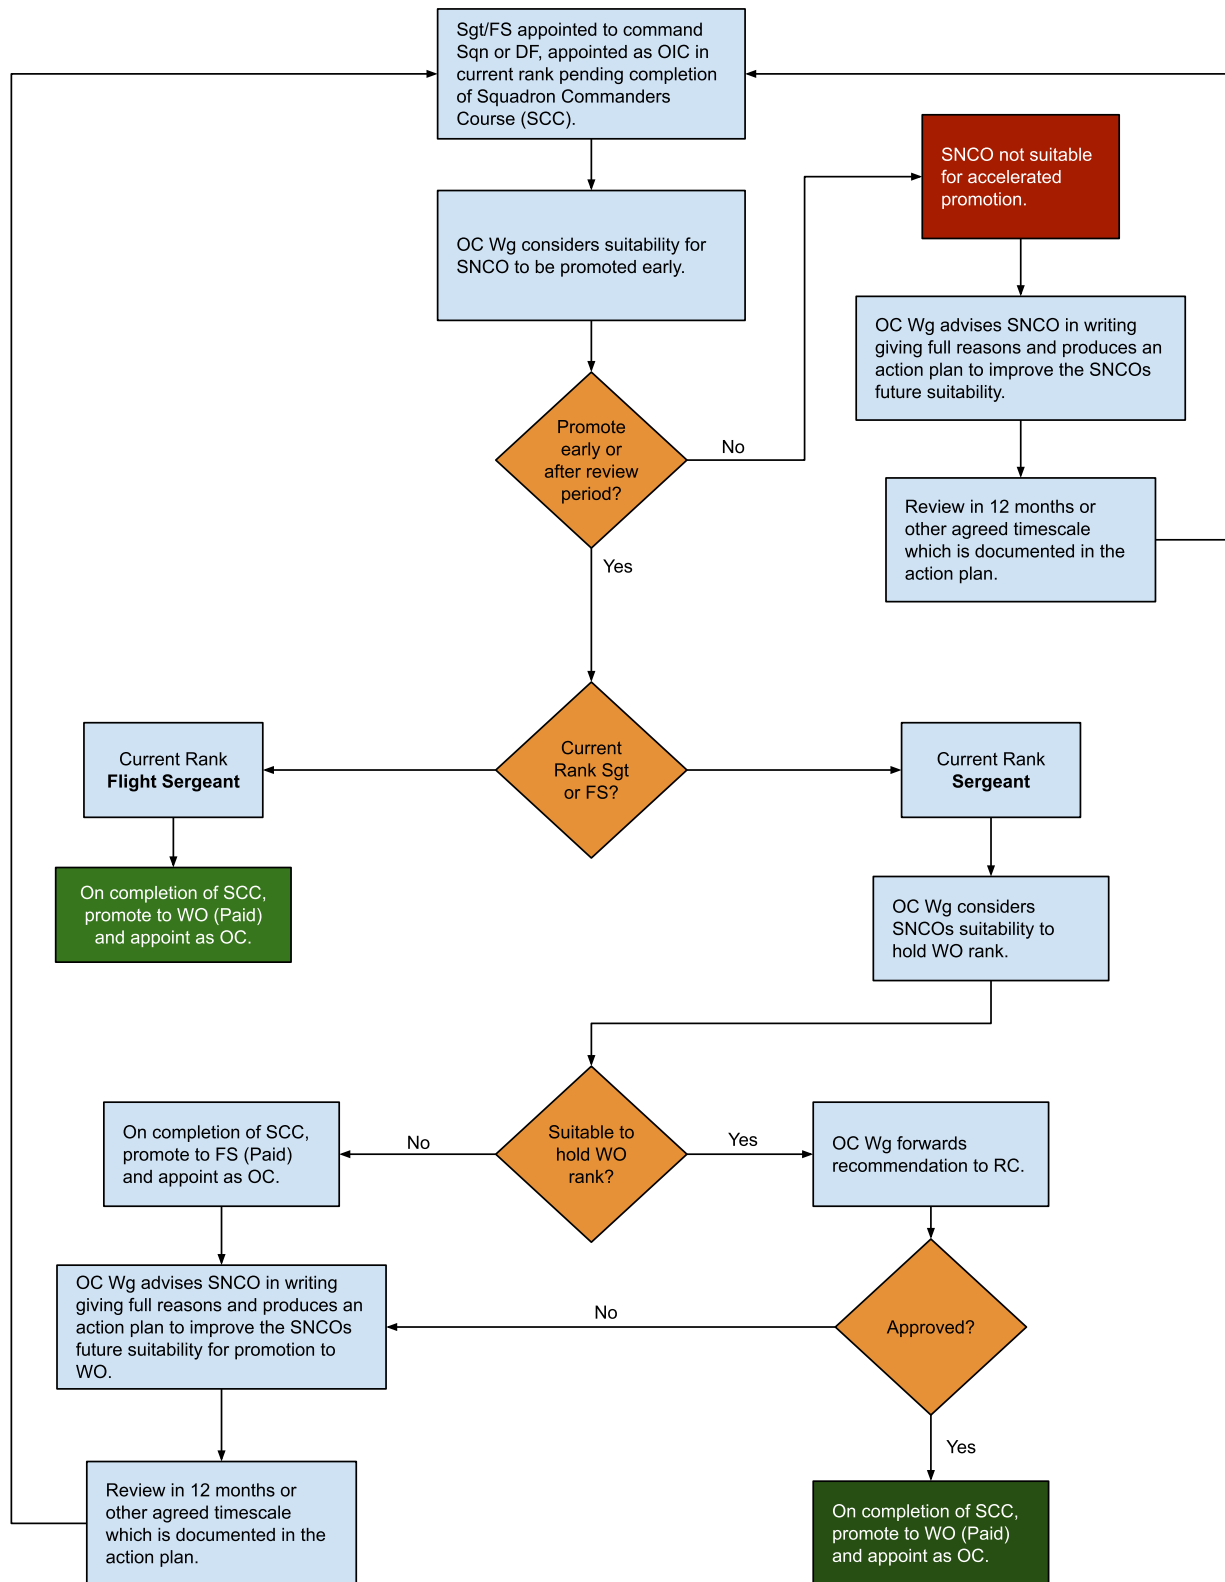 Sgt/FS appointed to command
Sqn or DF, appointed as OIC in
current rank pending completion
of Squadron Commanders
Course (SCC).
SNCO not suitable
for accelerated
promotion.
OC Wg considers suitability for
SNCO to be promoted early.
OC Wg advises SNCO in writing
giving full reasons and produces an
action plan to improve the SNCOs
future suitability.
Promote
early or
after review
period?
No
Yes
Review in 12 months or
other agreed timescale
which is documented in the
action plan.
Current Rank
Flight Sergeant
Current
Rank Sgt
or FS?
Current Rank
Sergeant
On completion of SCC,
promote to WO (Paid)
and appoint as OC.
OC Wg considers
SNCOs suitability to
hold WO rank.
On completion of SCC,
promote to FS (Paid)
and appoint as OC.
No
Suitable to
hold WO
rank?
Yes
OC Wg forwards
recommendation to RC.
OC Wg advises SNCO in writing
giving full reasons and produces an
action plan to improve the SNCOs
future suitability for promotion to
WO.
No
Approved?
Yes
Review in 12 months or
other agreed timescale
which is documented in the
action plan.
On completion of SCC,
promote to WO (Paid)
and appoint as OC.